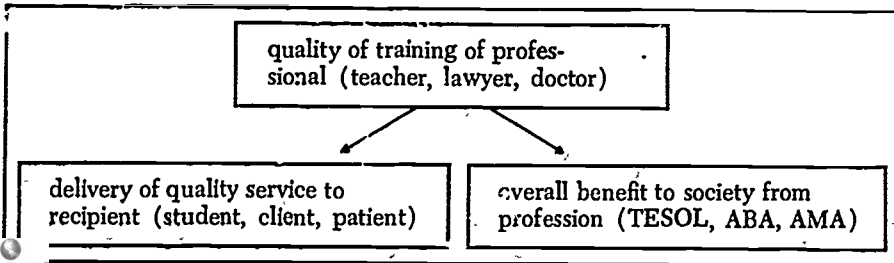 quality of training of profes-
sional (teacher, lawyer, doctor)
delivery of quality service to
recipient (student, client, patient)
overall benefit to society from
profession (TESOL, ABA, AMA)